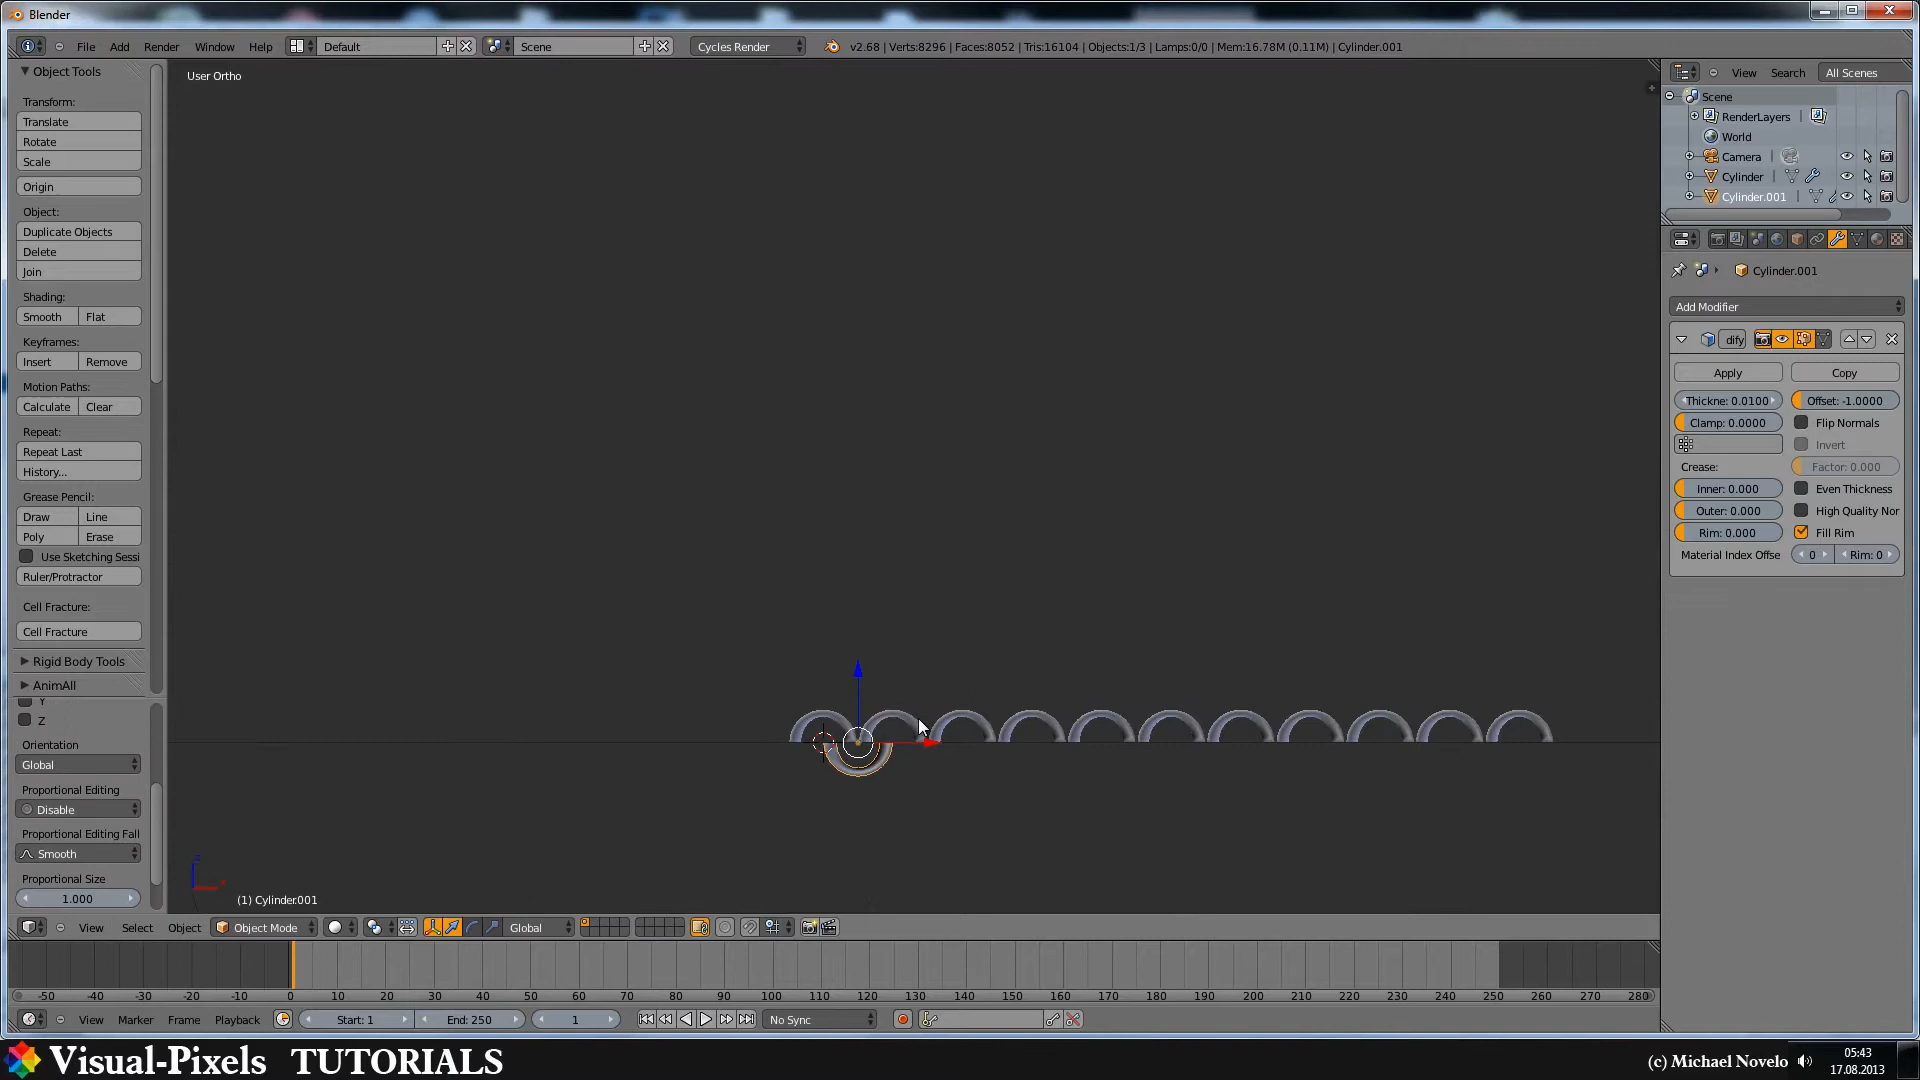 Blender
File Add Render Window Help Default Scene Cycles Render v2.68 | Verts:8296 | Faces:8052 | Tris:16104 | Objects:1/3 | Lamps:0/0 | Mem:16.78M (0.11M) | Cylinder.001
Object Tools
User Ortho
View Search All Scenes
Scene
RenderLayers
World
Camera
Cylinder
Cylinder.001
Transform:
Translate
Rotate
Scale
Origin
Object:
Duplicate Objects
Delete
Join
Shading:
Smooth Flat
Keyframes:
Insert Remove
Motion Paths:
Calculate Clear
Repeat:
Repeat Last
History...
Grease Pencil:
Draw Line
Poly Erase
Use Sketching Sessi
Ruler/Protractor
Cell Fracture:
Cell Fracture
Rigid Body Tools
AnimAll
Y
Z
Orientation
Global
Proportional Editing
Disable
Proportional Editing Fall
Smooth
Proportional Size
1.000
Cylinder.001
Add Modifier
dify
Apply Copy
Thickne: 0.0100 Offset: -1.0000
Clamp: 0.0000 Flip Normals
Invert
Crease: Factor: 0.000
Inner: 0.000 Even Thickness
Outer: 0.000 High Quality Nor
Rim: 0.000 Fill Rim
Material Index Offse 0 Rim: 0
z
x
(1) Cylinder.001
View Select Object Object Mode Global
-50 -40 -30 -20 -10 0 10 20 30 40 50 60 70 80 90 100 110 120 130 140 150 160 170 180 190 200 210 220 230 240 250 260 270 280
View Marker Frame Playback Start: 1 End: 250 1 No Sync
Visual-Pixels TUTORIALS
(c) Michael Novelo
05:43
17.08.2013